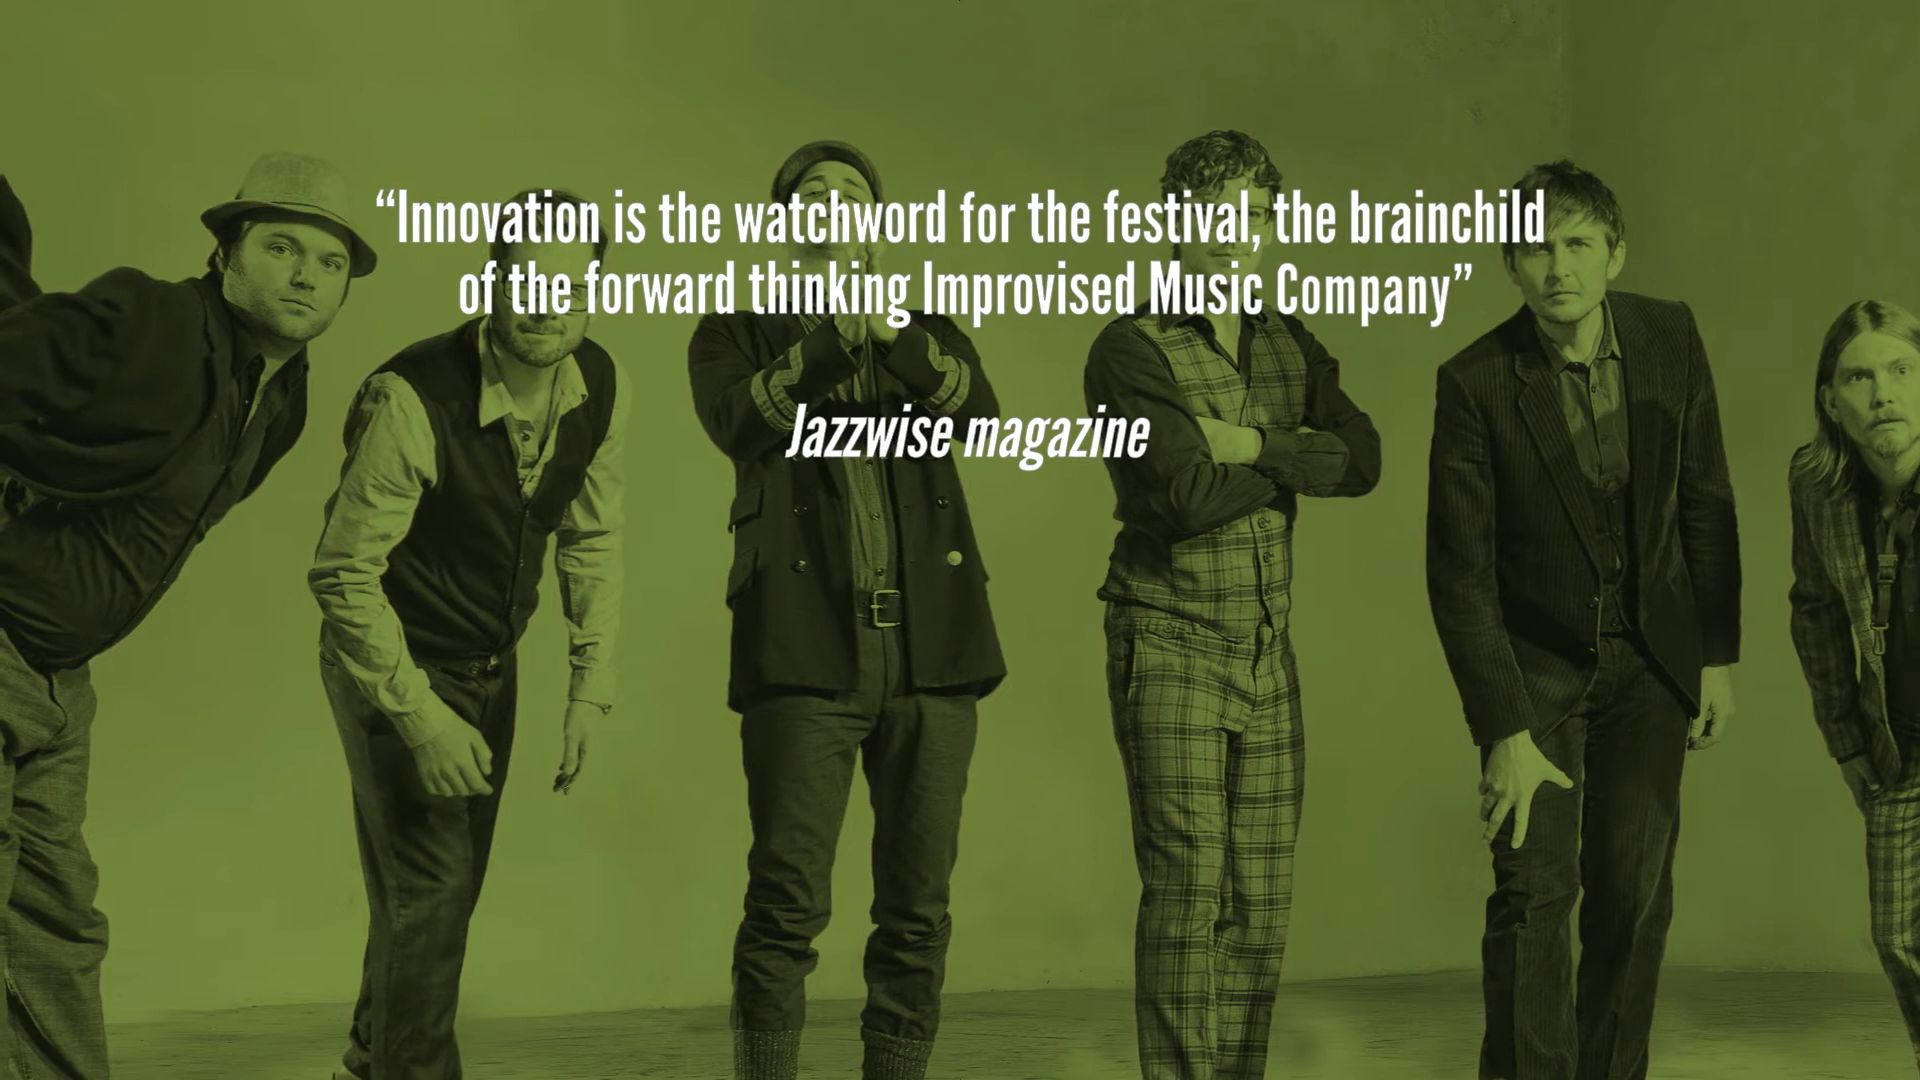 “Innovation is the watchword for the festival, the brainchild
of the forward thinking Improvised Music Company”
Jazzwise magazine